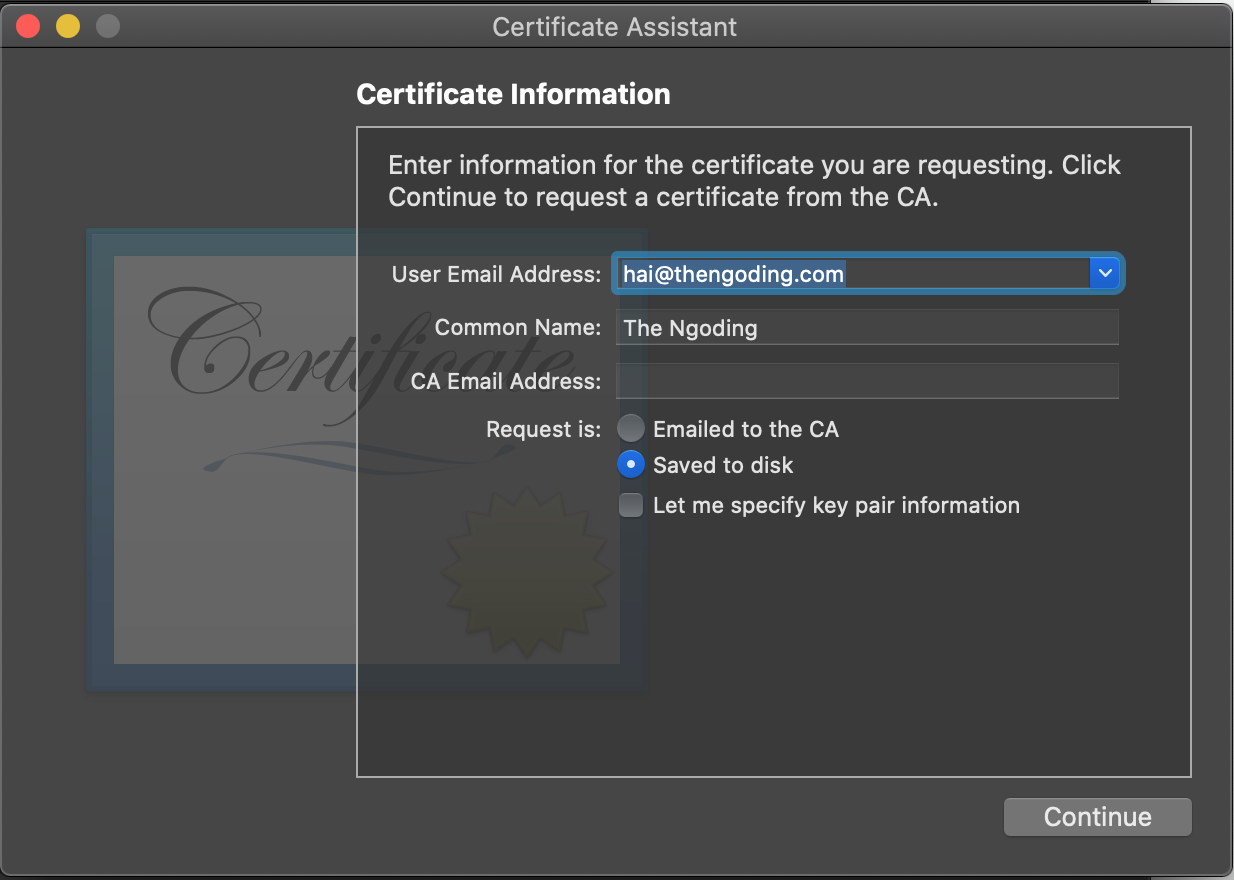 Certificate Assistant
Certificate Information
Enter information for the certificate you are requesting. Click
Continue to request a certificate from the CA.
User Email Address: hai@thengoding.com
Common Name: The Ngoding
CA Email Address:
Request is: Emailed to the CA
Saved to disk
Let me specify key pair information
Certificate
Continue